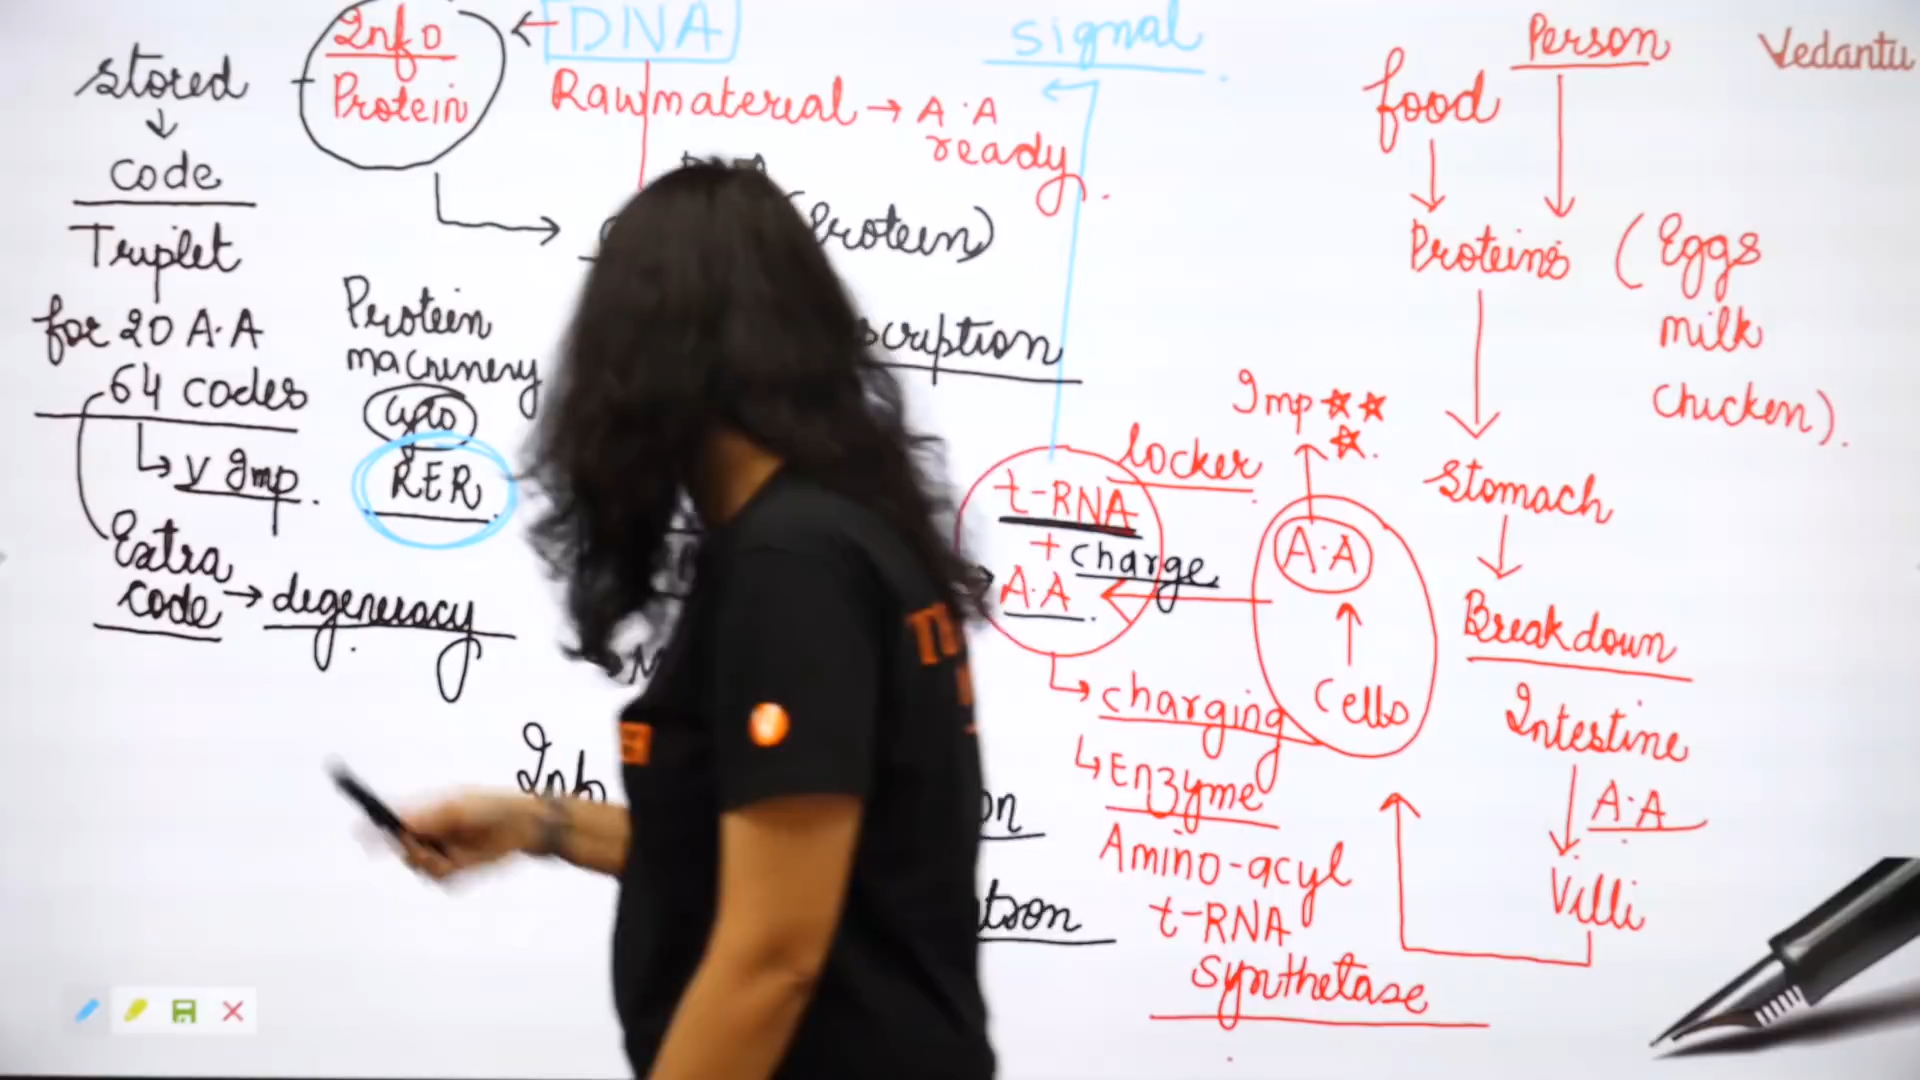 stored
code
Triplet
for 20 A.A
64 codes
v Imp.
Extra
code → degeneracy
Info
Protein
DNA
Raw material → A.A
ready.
(Protein)
Protein
machinery
cyto
RER
signal
t-RNA
+ charge
A.A.
locker
charging
Enzyme
Amino-acyl
t-RNA
synthetase
Imp
A.A
Cells
Person
food
Proteins
(Eggs
milk
chicken).
Stomach
Breakdown
Intestine
A.A
Villi
Vedantu